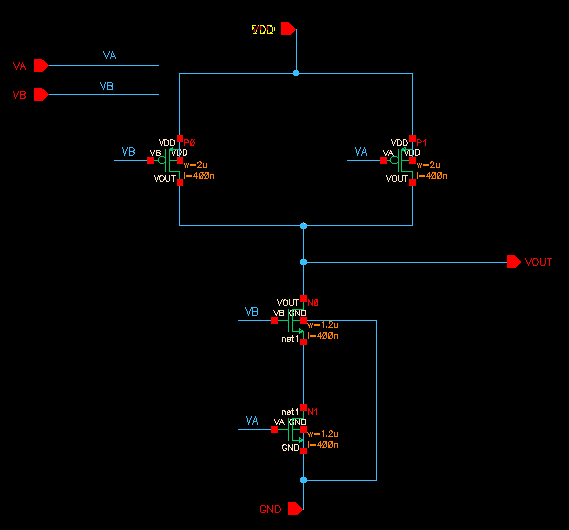 VDD
VA VA
VB VB
VDD P0 VDD P1
VB VB VDD VA VA VDD
w=2u w=2u
VOUT l=400n VOUT l=400n
VOUT
VOUT N0
VB VB GND
w=1.2u
l=400n
net1
net1 N1
VA VA GND
w=1.2u
GND l=400n
GND